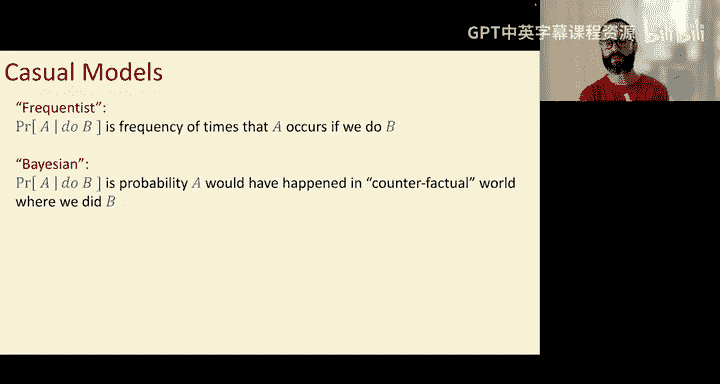 GPT中英字幕课程资源 bilibili
Casual Models
“Frequentist”:
Pr[ A | do B ] is frequency of times that A occurs if we do B
“Bayesian”:
Pr[ A | do B ] is probability A would have happened in “counter-factual” world
where we did B